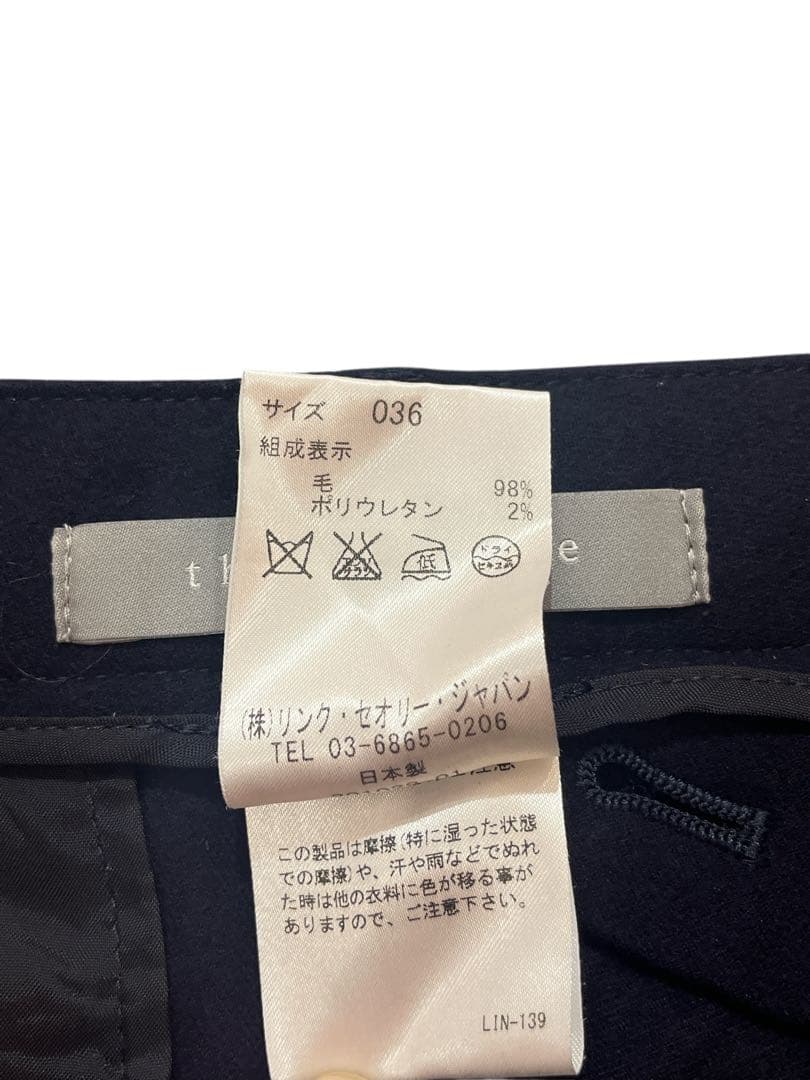 サイズ 036
組成表示
毛 98%
ポリウレタン 2%
低
ドライ
セキユ系
th
e
(株)リンク・セオリー・ジャパン
TEL 03-6865-0206
日本製
この製品は摩擦(特に湿った状態
での摩擦)や、汗や雨などでぬれ
た時は他の衣料に色が移る事が
ありますので、ご注意下さい。
LIN-139